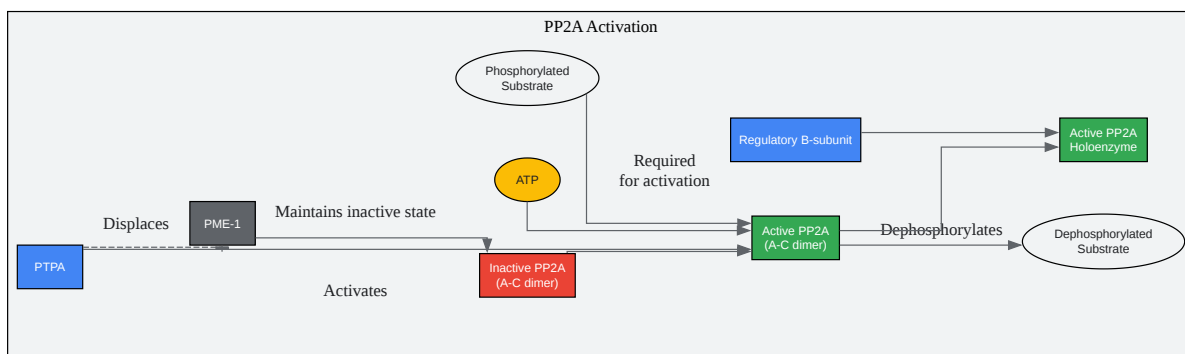 PP2A Activation
Phosphorylated
Substrate
Regulatory B-subunit
Active PP2A
Holoenzyme
Required
for activation
ATP
Displaces
PME-1
Maintains inactive state
Active PP2A
(A-C dimer)
Dephosphorylates
Dephosphorylated
Substrate
PTPA
Inactive PP2A
(A-C dimer)
Activates